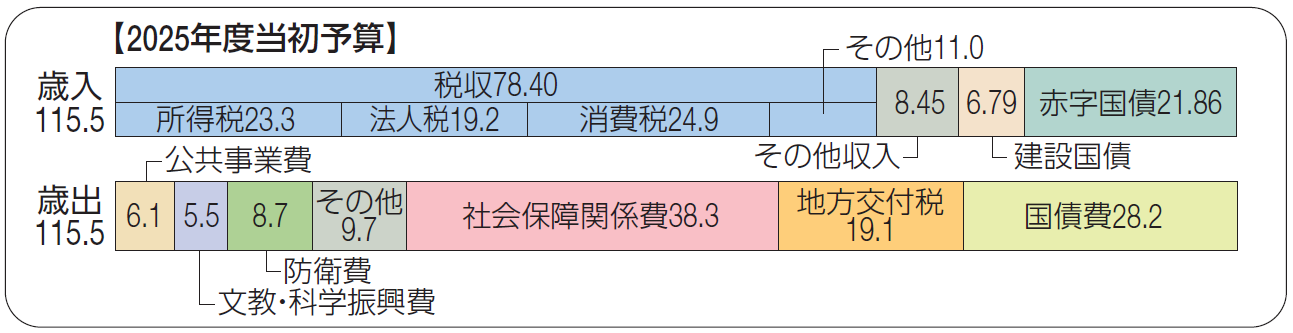 【2025年度当初予算】
その他11.0
歳入
115.5
税収78.40
所得税23.3
法人税19.2
消費税24.9
8.45
6.79
赤字国債21.86
その他収入
建設国債
公共事業費
歳出
115.5
6.1
5.5
8.7
その他
9.7
社会保障関係費38.3
地方交付税
19.1
国債費28.2
防衛費
文教・科学振興費